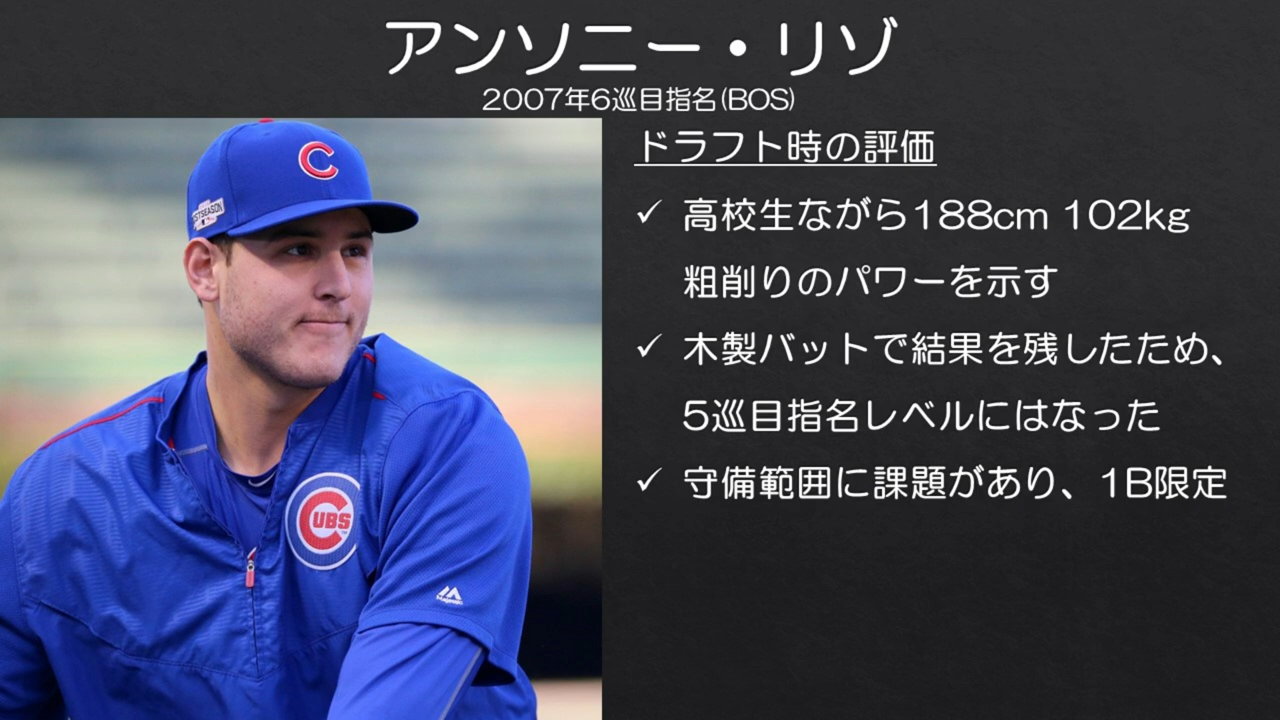 アンソニー・リゾ
2007年6巡目指名(BOS)
ドラフト時の評価
✓ 高校生ながら188cm 102kg
粗削りのパワーを示す
✓ 木製バットで結果を残したため、
5巡目指名レベルにはなった
✓ 守備範囲に課題があり、1B限定
C
POSTSEASON
CUBS